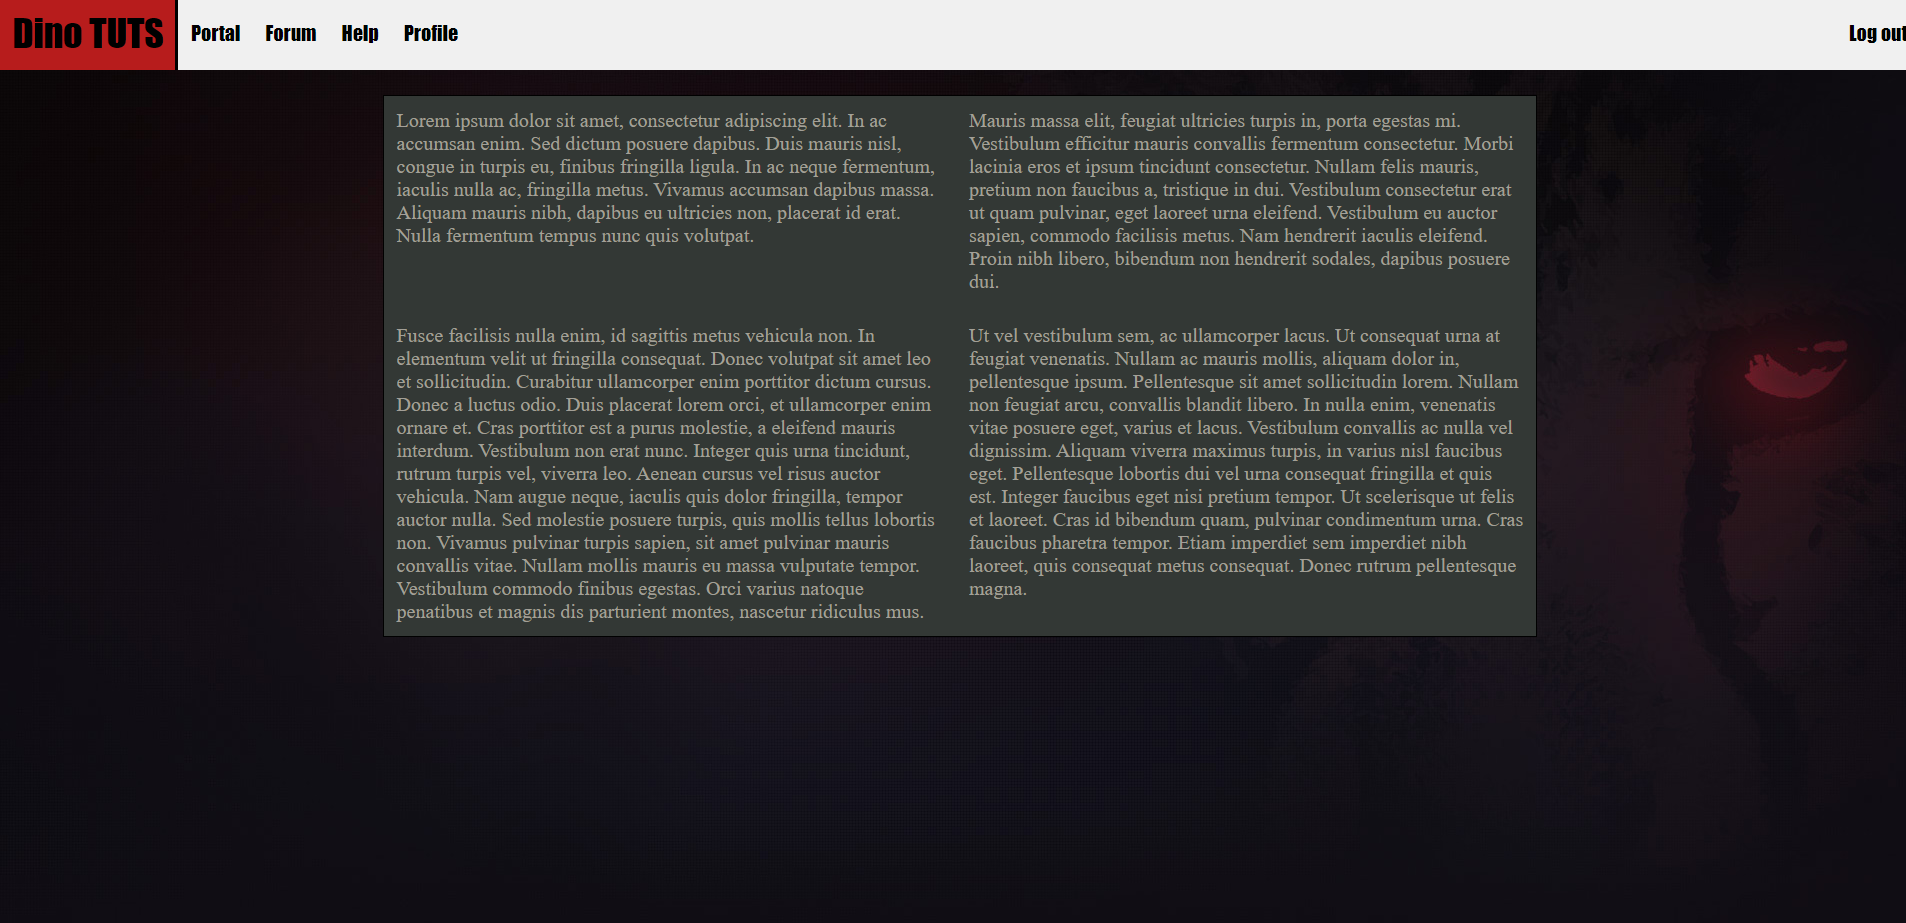 Dino TUTS Portal Forum Help Profile Log out
Lorem ipsum dolor sit amet, consectetur adipiscing elit. In ac
accumsan enim. Sed dictum posuere dapibus. Duis mauris nisl,
congue in turpis eu, finibus fringilla ligula. In ac neque fermentum,
iaculis nulla ac, fringilla metus. Vivamus accumsan dapibus massa.
Aliquam mauris nibh, dapibus eu ultricies non, placerat id erat.
Nulla fermentum tempus nunc quis volutpat.
Mauris massa elit, feugiat ultricies turpis in, porta egestas mi.
Vestibulum efficitur mauris convallis fermentum consectetur. Morbi
lacinia eros et ipsum tincidunt consectetur. Nullam felis mauris,
pretium non faucibus a, tristique in dui. Vestibulum consectetur erat
ut quam pulvinar, eget laoreet urna eleifend. Vestibulum eu auctor
sapien, commodo facilisis metus. Nam hendrerit iaculis eleifend.
Proin nibh libero, bibendum non hendrerit sodales, dapibus posuere
dui.
Fusce facilisis nulla enim, id sagittis metus vehicula non. In
elementum velit ut fringilla consequat. Donec volutpat sit amet leo
et sollicitudin. Curabitur ullamcorper enim porttitor dictum cursus.
Donec a luctus odio. Duis placerat lorem orci, et ullamcorper enim
ornare et. Cras porttitor est a purus molestie, a eleifend mauris
interdum. Vestibulum non erat nunc. Integer quis urna tincidunt,
rutrum turpis vel, viverra leo. Aenean cursus vel risus auctor
vehicula. Nam augue neque, iaculis quis dolor fringilla, tempor
auctor nulla. Sed molestie posuere turpis, quis mollis tellus lobortis
non. Vivamus pulvinar turpis sapien, sit amet pulvinar mauris
convallis vitae. Nullam mollis mauris eu massa vulputate tempor.
Vestibulum commodo finibus egestas. Orci varius natoque
penatibus et magnis dis parturient montes, nascetur ridiculus mus.
Ut vel vestibulum sem, ac ullamcorper lacus. Ut consequat urna at
feugiat venenatis. Nullam ac mauris mollis, aliquam dolor in,
pellentesque ipsum. Pellentesque sit amet sollicitudin lorem. Nullam
non feugiat arcu, convallis blandit libero. In nulla enim, venenatis
vitae posuere eget, varius et lacus. Vestibulum convallis ac nulla vel
dignissim. Aliquam viverra maximus turpis, in varius nisl faucibus
eget. Pellentesque lobortis dui vel urna consequat fringilla et quis
est. Integer faucibus eget nisi pretium tempor. Ut scelerisque ut felis
et laoreet. Cras id bibendum quam, pulvinar condimentum urna. Cras
faucibus pharetra tempor. Etiam imperdiet sem imperdiet nibh
laoreet, quis consequat metus consequat. Donec rutrum pellentesque
magna.